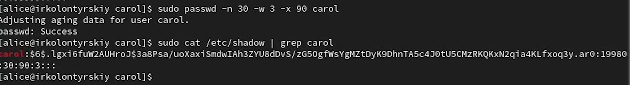 [alice@irkolontyrskiy carol]$ sudo passwd -n 30 -w 3 -x 90 carol
Adjusting aging data for user carol.
passwd: Success
[alice@irkolontyrskiy carol]$ sudo cat /etc/shadow | grep carol
carol:$6$.lgxi6fuW2AUHroJ$3a8Psa/uoXaxiSmdwIAh3ZYU8dDvS/zG5OgfWsYgMZtDyK9DhnTA5c4J0tU5CMzRKQKxN2qia4KLfxoq3y.ar0:19980
:30:90:3:::
[alice@irkolontyrskiy carol]$